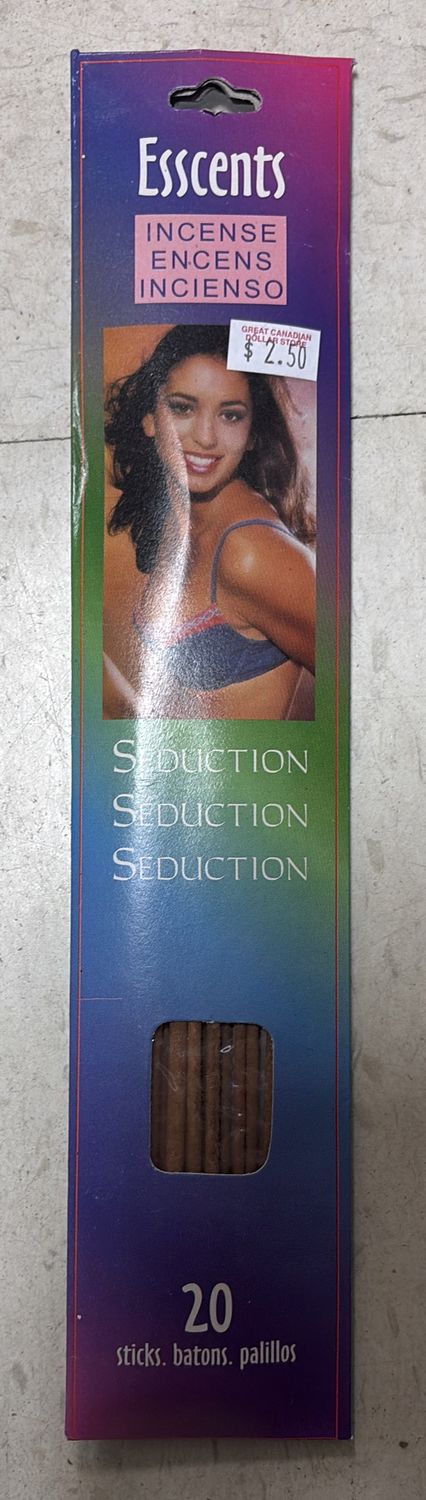 Esscents
INCENSE
ENCENS
INCIENSO
GREAT CANADIAN
DOLLAR STORE
$ 2.50
SEDUCTION
SEDUCTION
SEDUCTION
20
sticks. batons. palillos